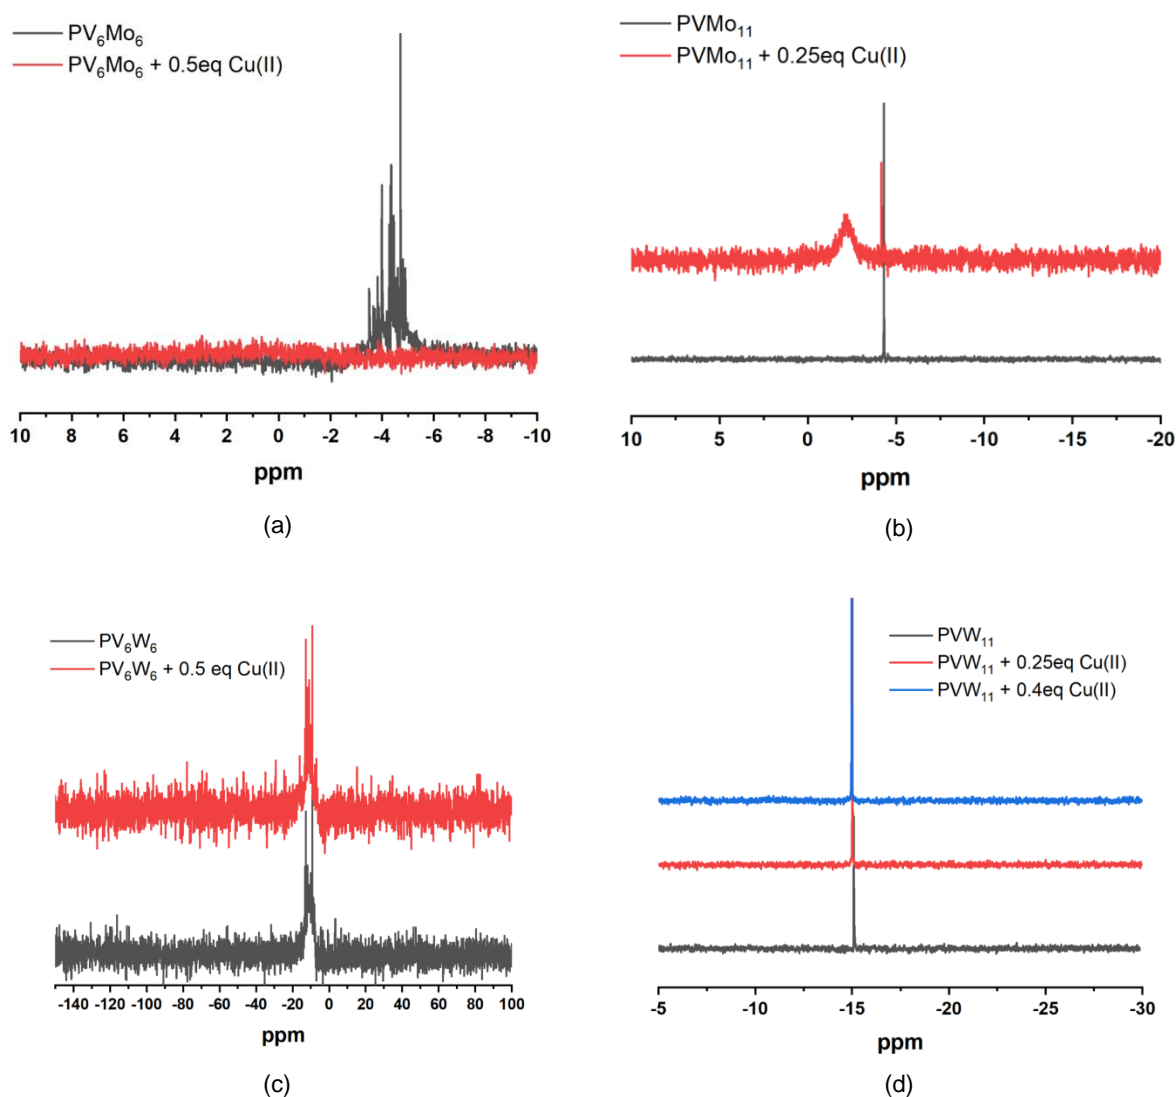 PV₆Mo₆
PV₆Mo₆ + 0.5eq Cu(II)
10 8 6 4 2 0 -2 -4 -6 -8 -10
ppm
(a)
PVMo₁₁
PVMo₁₁ + 0.25eq Cu(II)
10 5 0 -5 -10 -15 -20
ppm
(b)
PV₆W₆
PV₆W₆ + 0.5 eq Cu(II)
-140 -120 -100 -80 -60 -40 -20 0 20 40 60 80 100
ppm
(c)
PVW₁₁
PVW₁₁ + 0.25eq Cu(II)
PVW₁₁ + 0.4eq Cu(II)
-5 -10 -15 -20 -25 -30
ppm
(d)